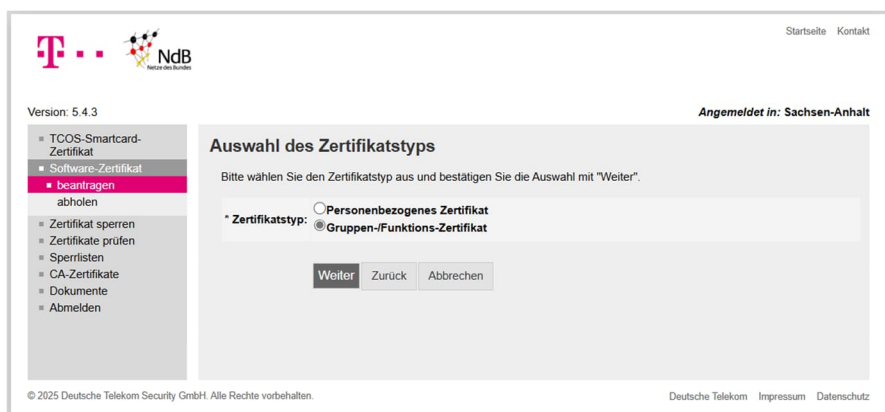 Startseite Kontakt
T
NdB
Netze des Bundes
Version: 5.4.3
Angemeldet in: Sachsen-Anhalt
TCOS-Smartcard-
Zertifikat
Software-Zertifikat
beantragen
abholen
Zertifikat sperren
Zertifikate prüfen
Sperrlisten
CA-Zertifikate
Dokumente
Abmelden
Auswahl des Zertifikatstyps
Bitte wählen Sie den Zertifikatstyp aus und bestätigen Sie die Auswahl mit "Weiter".
* Zertifikatstyp:
Personenbezogenes Zertifikat
Gruppen-/Funktions-Zertifikat
Weiter Zurück Abbrechen
© 2025 Deutsche Telekom Security GmbH. Alle Rechte vorbehalten.
Deutsche Telekom Impressum Datenschutz